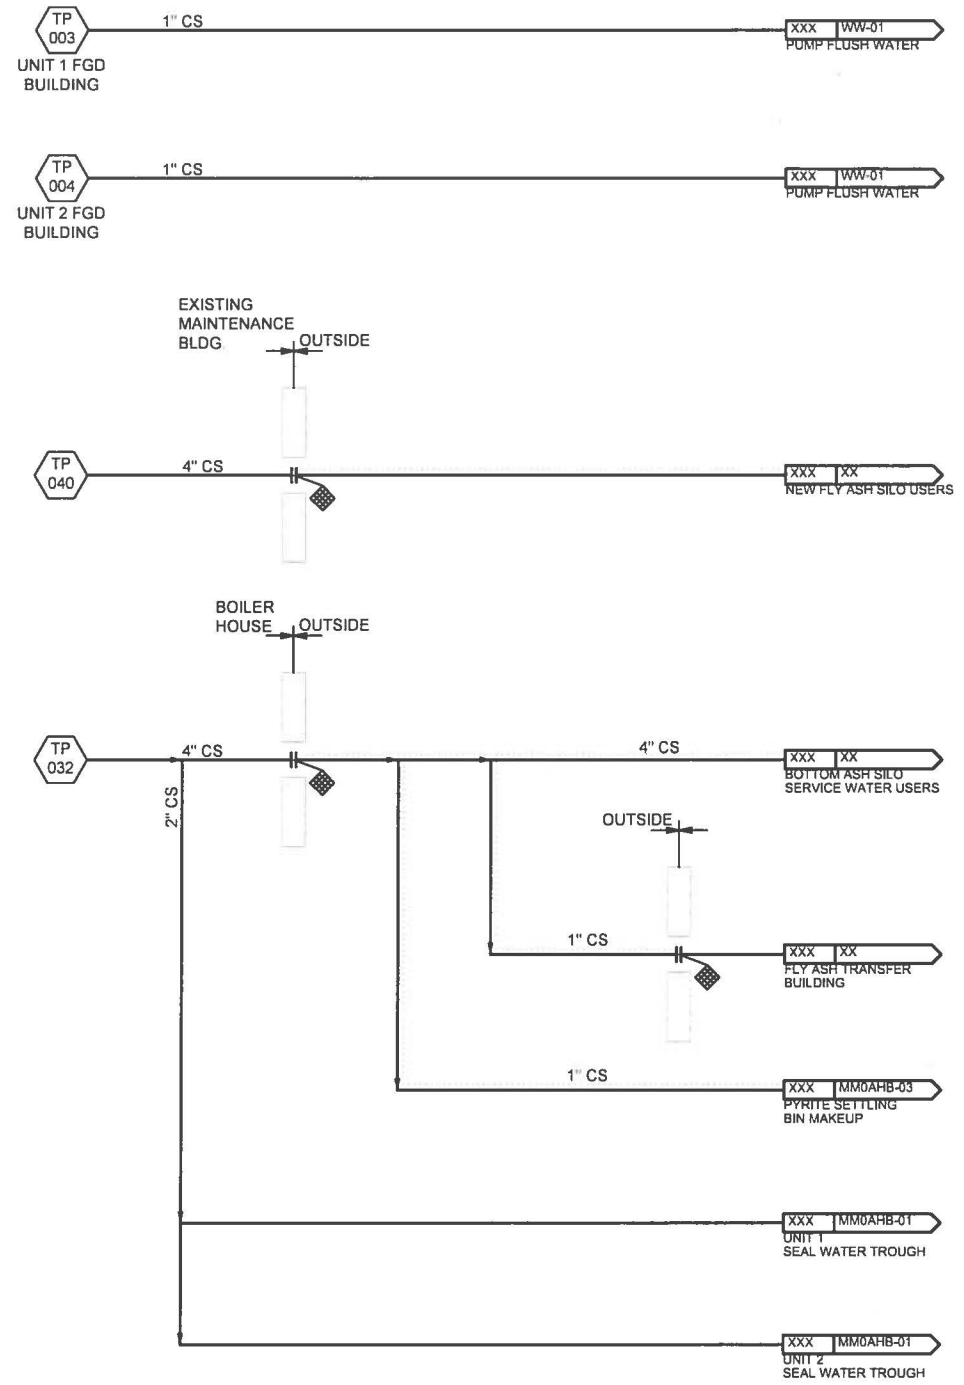 TP
003
1" CS
XXX WW-01
PUMP FLUSH WATER
UNIT 1 FGD
BUILDING
TP
004
1" CS
XXX WW-01
PUMP FLUSH WATER
UNIT 2 FGD
BUILDING
EXISTING
MAINTENANCE
BLDG
OUTSIDE
TP
040
4" CS
XXX XX
NEW FLY ASH SILO USERS
BOILER
HOUSE
OUTSIDE
TP
032
4" CS
4" CS
XXX XX
BOTTOM ASH SILO
SERVICE WATER USERS
2" CS
OUTSIDE
1" CS
XXX XX
FLY ASH TRANSFER
BUILDING
1" CS
XXX MM0AHB-03
PYRITE SETTLING
BIN MAKEUP
XXX MM0AHB-01
UNIT 1
SEAL WATER TROUGH
XXX MM0AHB-01
UNIT 2
SEAL WATER TROUGH